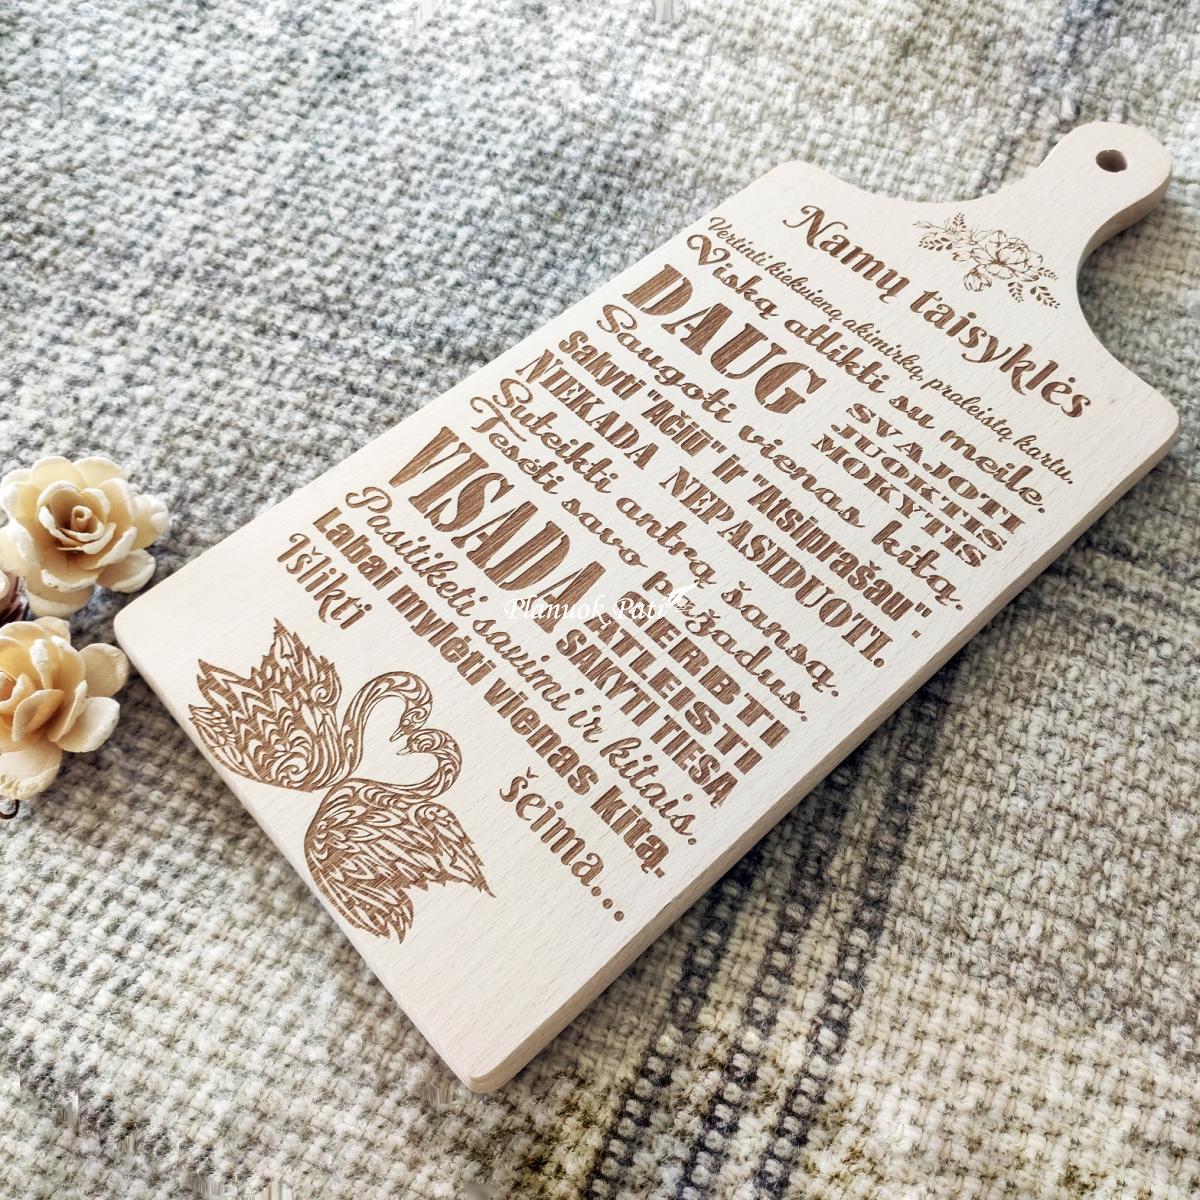 Namų taisyklės
Vertinti kiekvieną akimirką, praleistą kartu.
Viską atlikti su meile.
DAUG
SVAJOTI
JUOKTIS
MOKYTIS
Saugoti vienas kitą.
Sakyti "Ačiū" ir "Atsiprašau".
NIEKADA NEPASIDUOTI.
Suteikti antrą šansą.
Tesėti savo pažadus.
VISADA
GERBTI
ATLEISTI
SAKYTI TIESĄ
Pasitikėti savimi ir kitais.
Labai mylėti vienas kitą.
Išlikti
šeima...
Planuok Pati